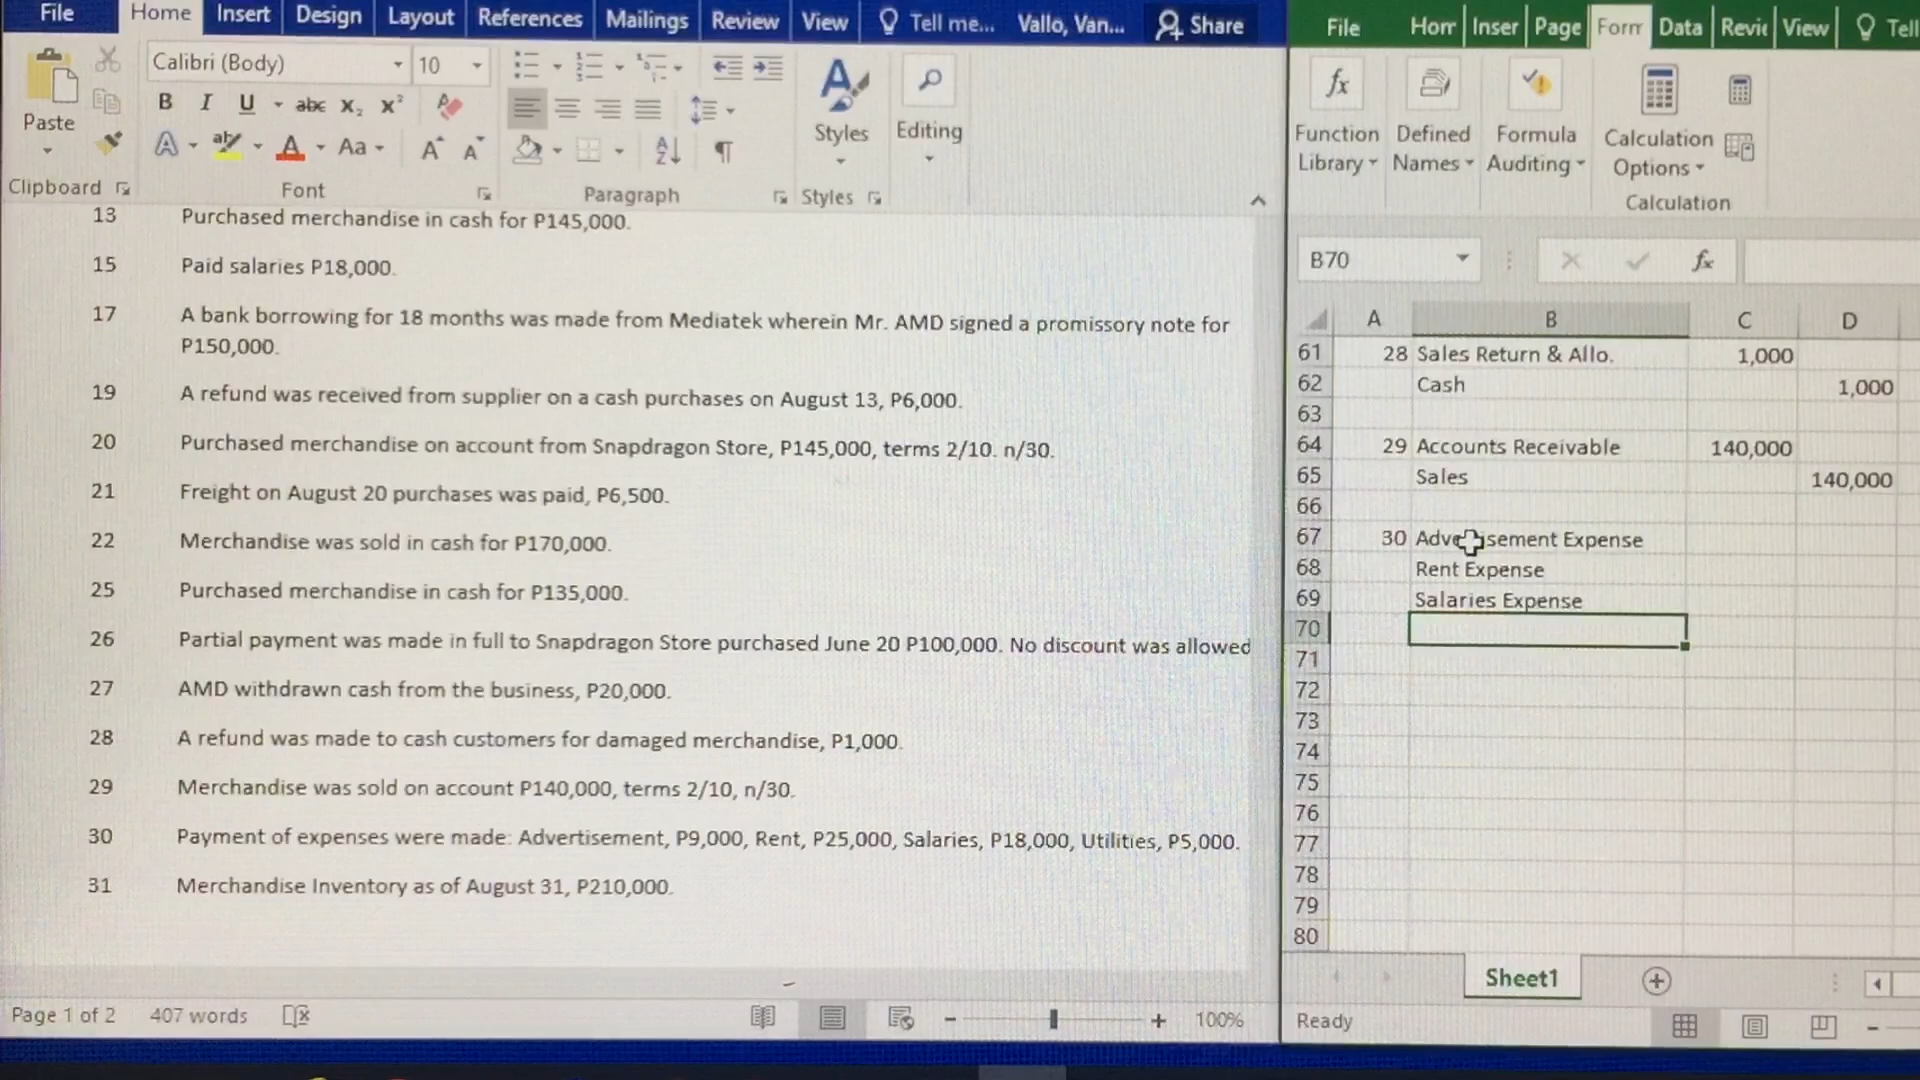 File Home Insert Design Layout References Mailings Review View Tell me... Vallo, Van... Share
Calibri (Body) 10
Paste
B I U abc X₂ X²
A ab A Aa A A
Clipboard Font Paragraph Styles
Styles Editing
13 Purchased merchandise in cash for P145,000.
15 Paid salaries P18,000.
17 A bank borrowing for 18 months was made from Mediatek wherein Mr. AMD signed a promissory note for
P150,000.
19 A refund was received from supplier on a cash purchases on August 13, P6,000.
20 Purchased merchandise on account from Snapdragon Store, P145,000, terms 2/10. n/30.
21 Freight on August 20 purchases was paid, P6,500.
22 Merchandise was sold in cash for P170,000.
25 Purchased merchandise in cash for P135,000.
26 Partial payment was made in full to Snapdragon Store purchased June 20 P100,000. No discount was allowed
27 AMD withdrawn cash from the business, P20,000.
28 A refund was made to cash customers for damaged merchandise, P1,000.
29 Merchandise was sold on account P140,000, terms 2/10, n/30.
30 Payment of expenses were made: Advertisement, P9,000, Rent, P25,000, Salaries, P18,000, Utilities, P5,000.
31 Merchandise Inventory as of August 31, P210,000.
Page 1 of 2 407 words 100%
File Hom Inser Page Form Data Revie View Tell
fx
Function Library
Defined Names
Formula Auditing
Calculation Options
Calculation
B70 fx
A B C D
61 28 Sales Return & Allo. 1,000
62 Cash 1,000
63
64 29 Accounts Receivable 140,000
65 Sales 140,000
66
67 30 sement Expense
68 Rent Expense
69 Salaries Expense
70
71
72
73
74
75
76
77
78
79
80
Sheet1
Ready